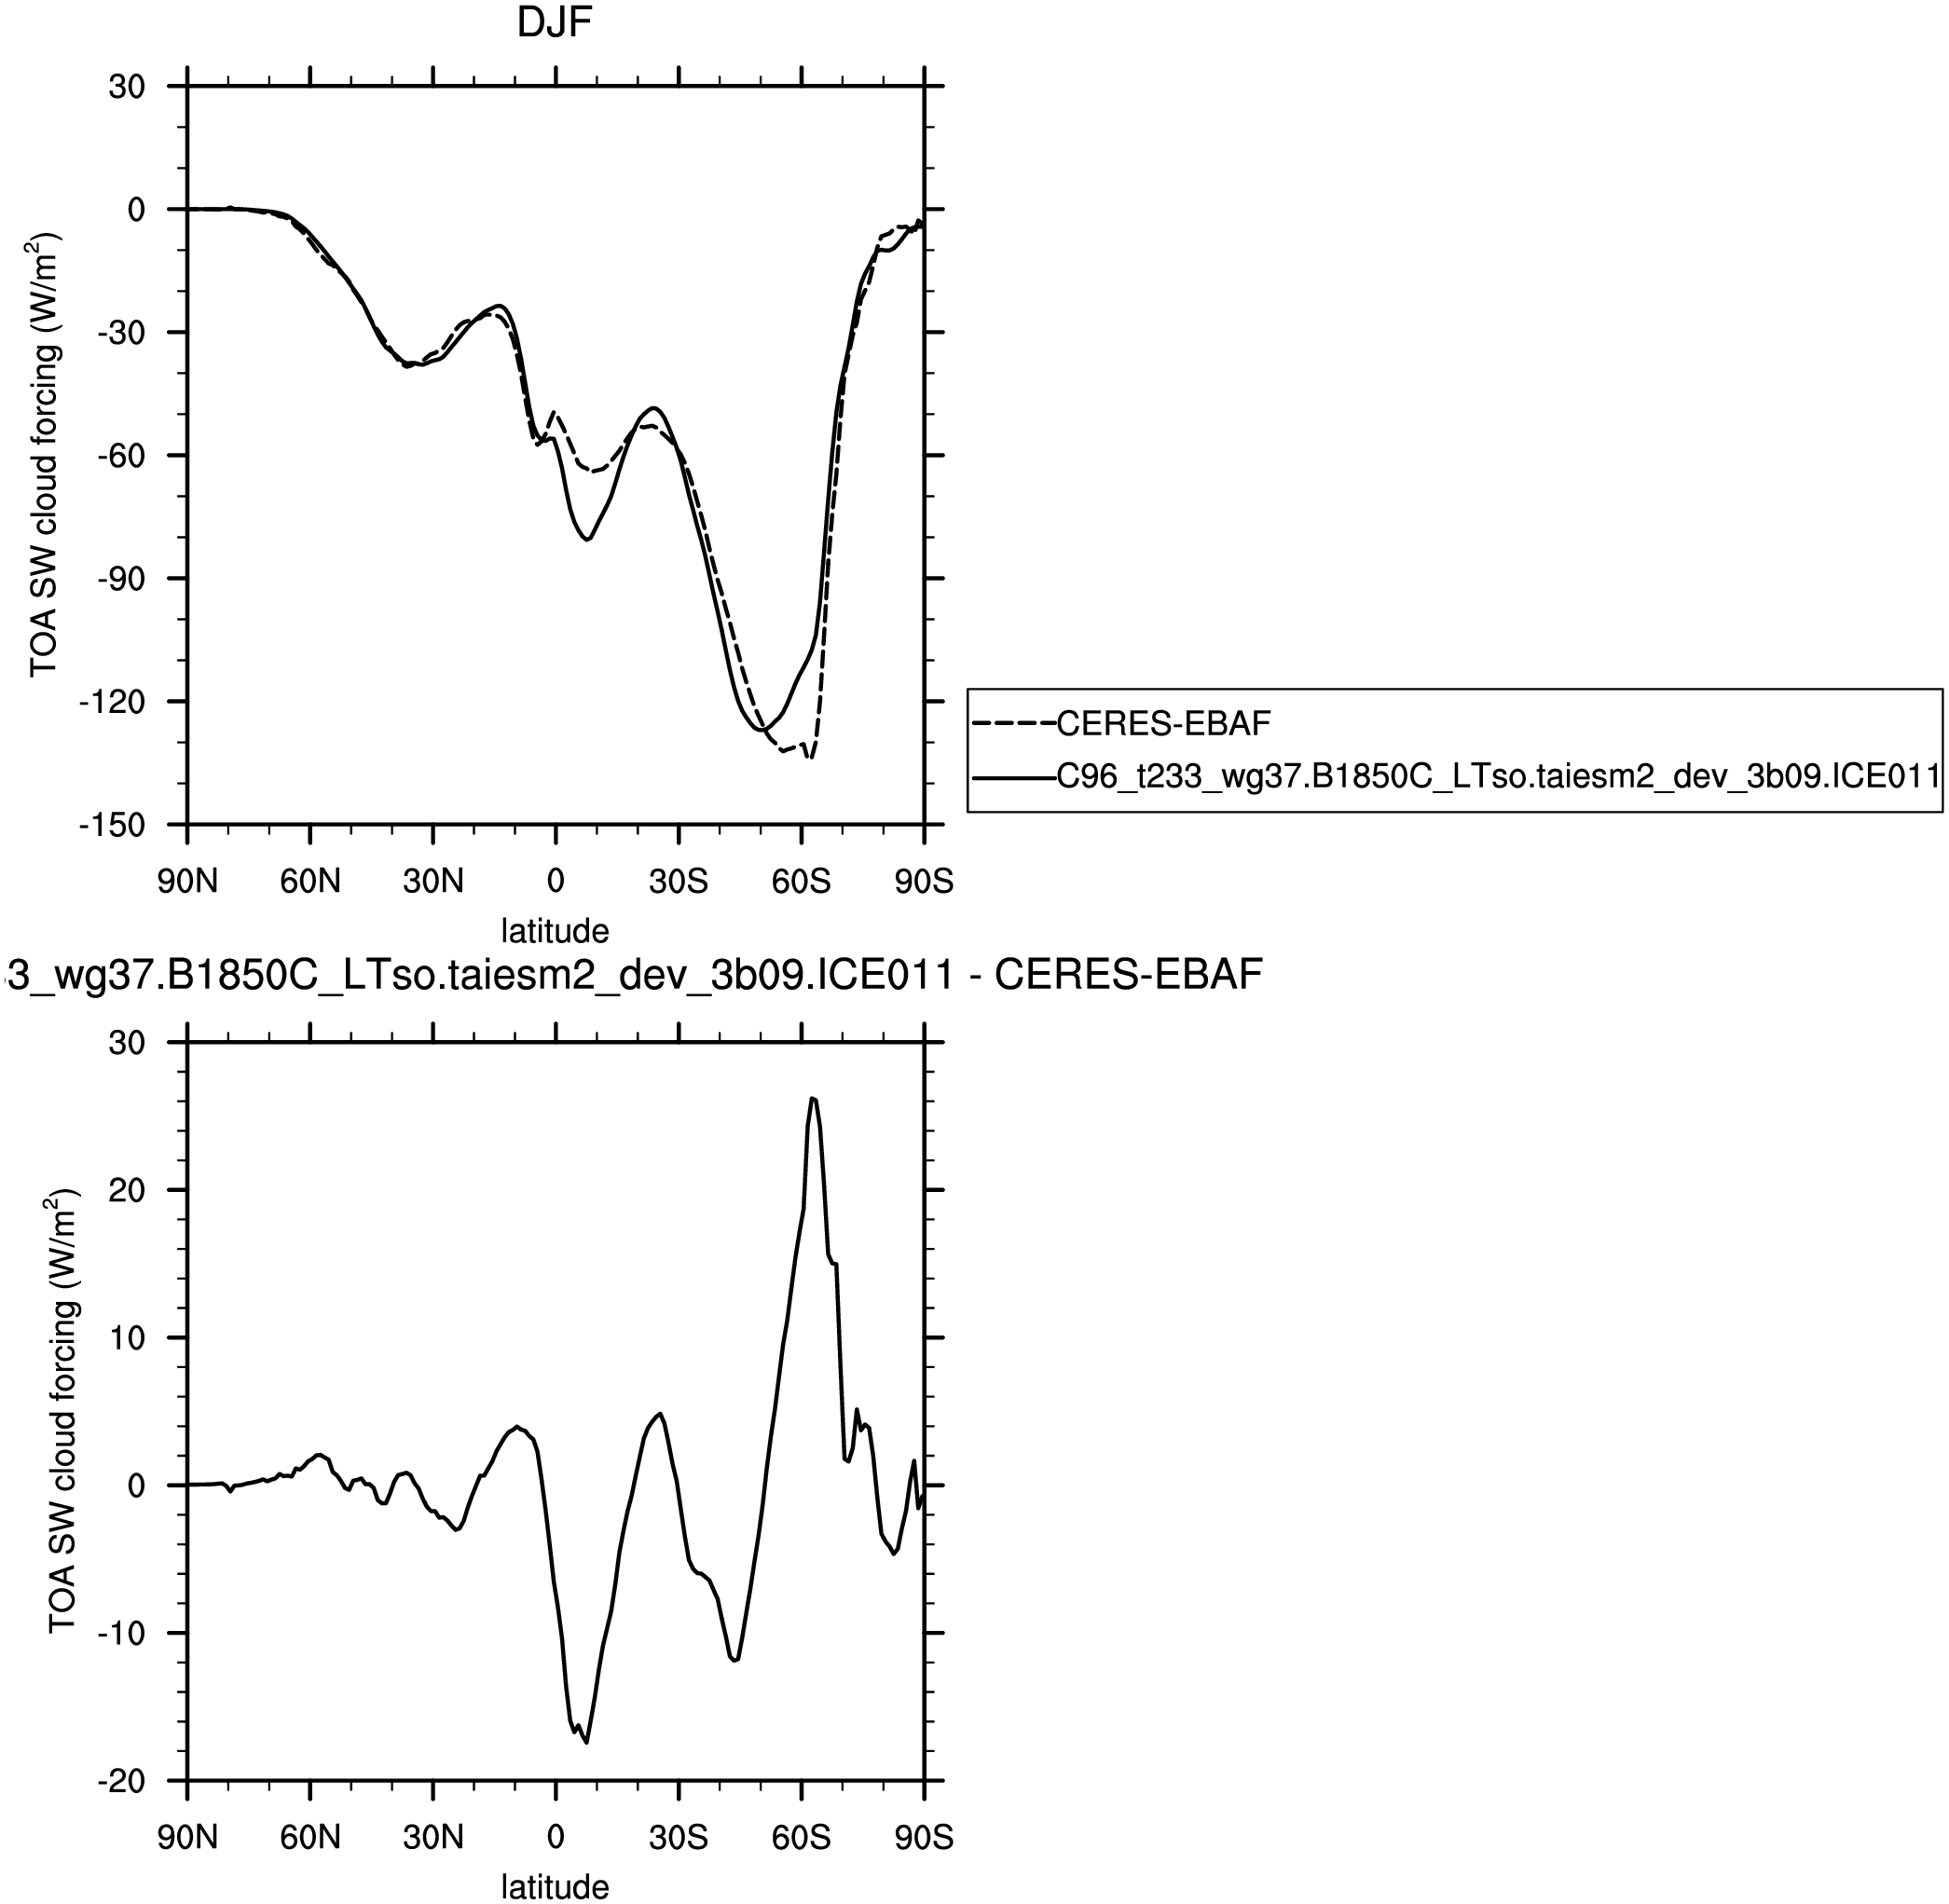 DJF
30
0
-30
-60
-90
-120
-150
TOA SW cloud forcing (W/m²)
90N 60N 30N 0 30S 60S 90S
latitude
CERES-EBAF
C96_t233_wg37.B1850C_LTso.taiesm2_dev_3b09.ICE011
3_wg37.B1850C_LTso.taiesm2_dev_3b09.ICE011 - CERES-EBAF
30
20
10
0
-10
-20
TOA SW cloud forcing (W/m²)
90N 60N 30N 0 30S 60S 90S
latitude